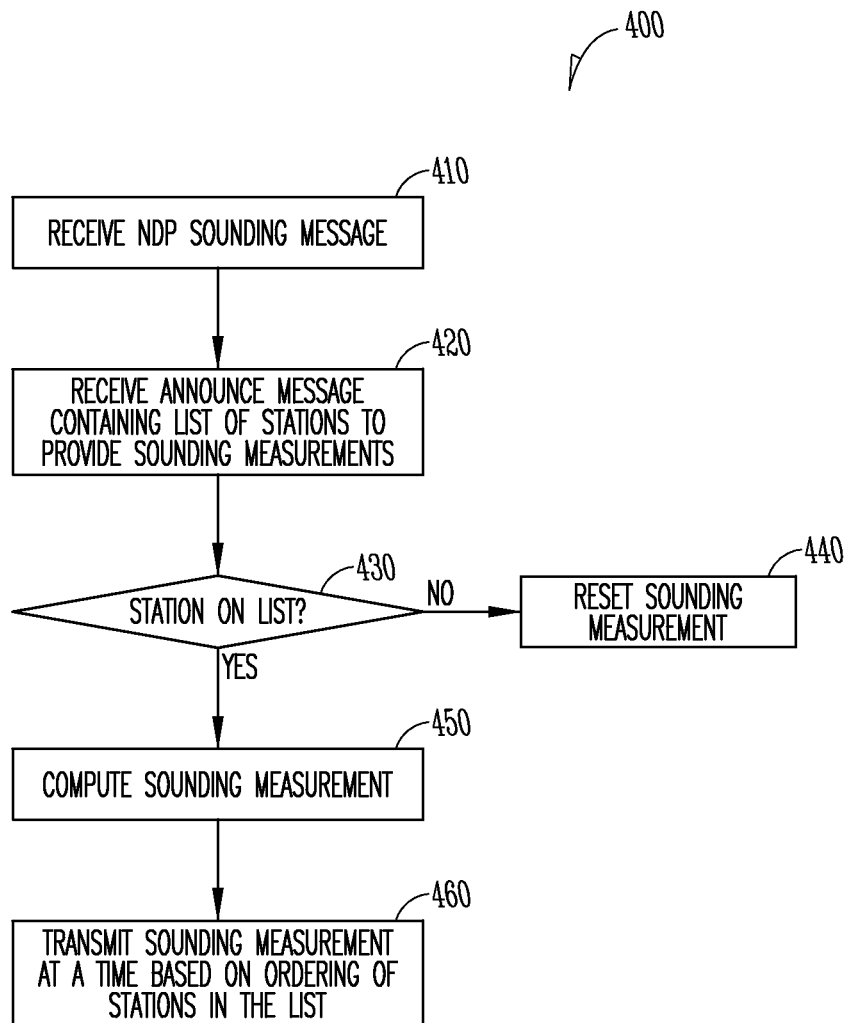 400
410
RECEIVE NDP SOUNDING MESSAGE
420
RECEIVE ANNOUNCE MESSAGE
CONTAINING LIST OF STATIONS TO
PROVIDE SOUNDING MEASUREMENTS
430
STATION ON LIST?
NO
440
RESET SOUNDING
MEASUREMENT
YES
450
COMPUTE SOUNDING MEASUREMENT
460
TRANSMIT SOUNDING MEASUREMENT
AT A TIME BASED ON ORDERING OF
STATIONS IN THE LIST